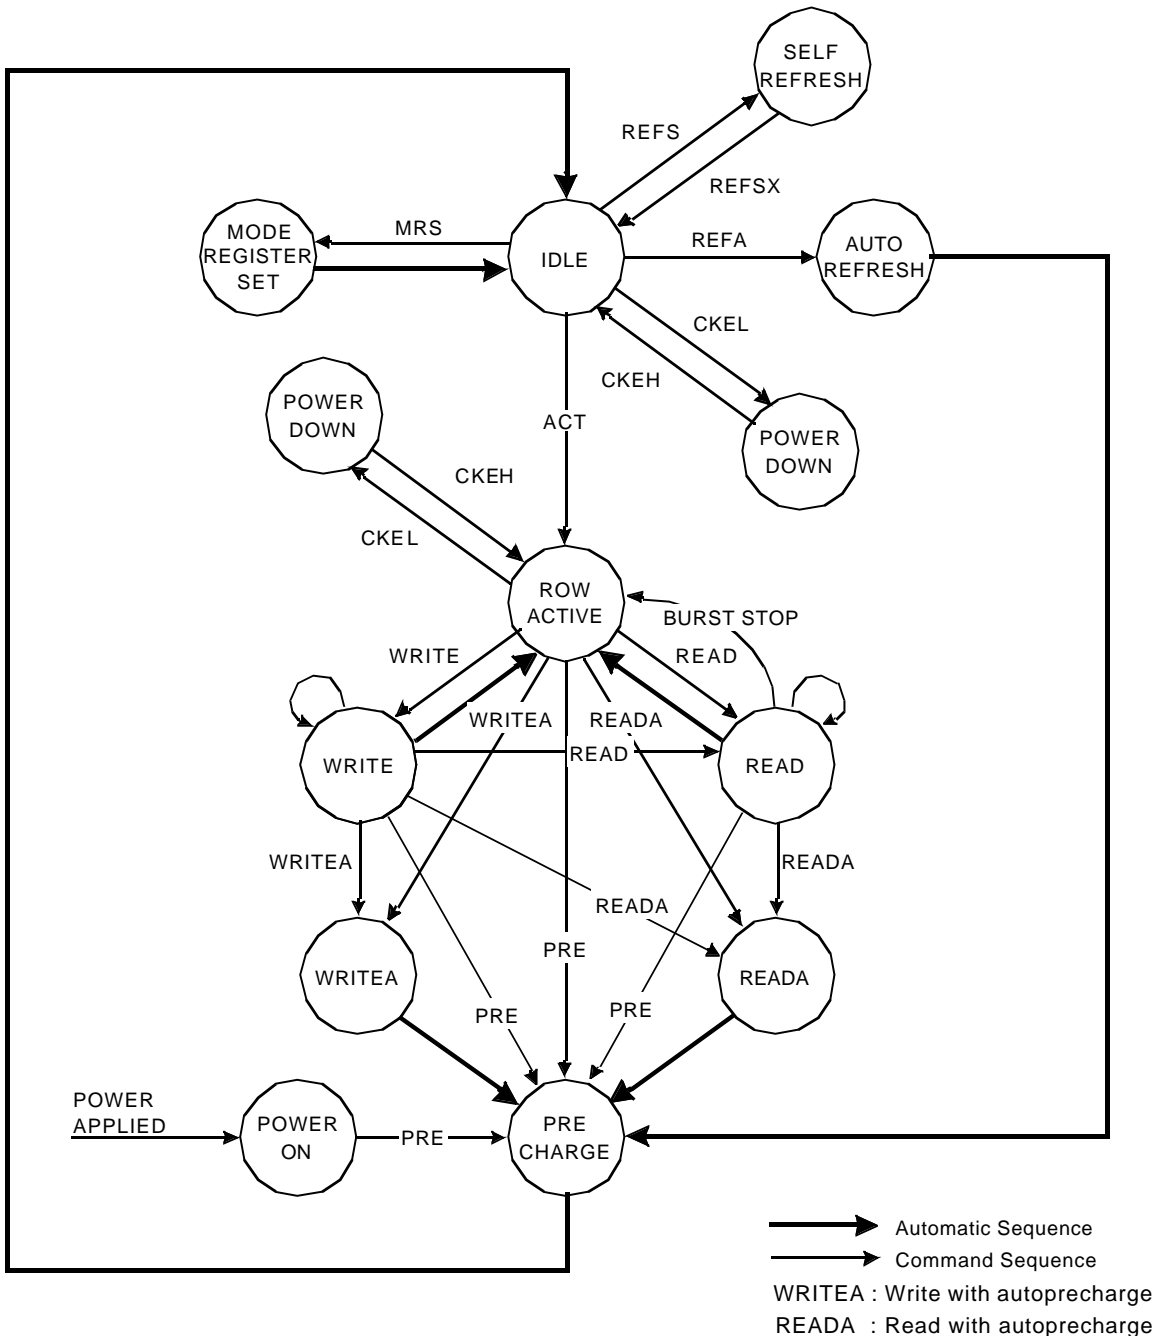 SELF
REFRESH
REFS
REFSX
MODE
REGISTER
SET
MRS
IDLE
REFA
AUTO
REFRESH
CKEL
CKEH
POWER
DOWN
ACT
POWER
DOWN
CKEH
CKEL
ROW
ACTIVE
BURST STOP
WRITE
READ
WRITEA
READA
WRITE
READ
READ
WRITEA
READA
READA
WRITEA
PRE
READA
PRE
PRE
POWER
APPLIED
POWER
ON
PRE
PRE
CHARGE
Automatic Sequence
Command Sequence
WRITEA : Write with autoprecharge
READA : Read with autoprecharge